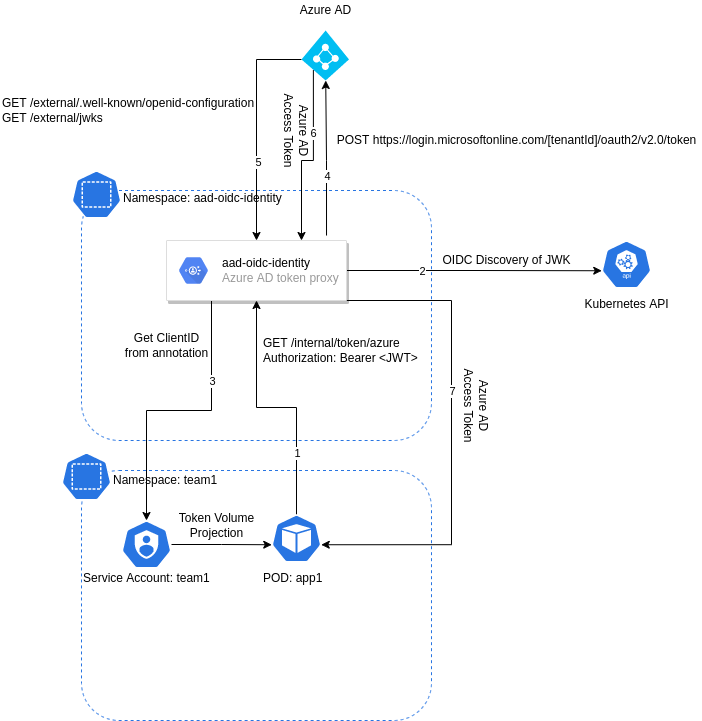 Azure AD
GET /external/.well-known/openid-configuration
GET /external/jwks
Azure AD
Access Token
6
POST https://login.microsoftonline.com/[tenantId]/oauth2/v2.0/token
5
4
Namespace: aad-oidc-identity
aad-oidc-identity
Azure AD token proxy
OIDC Discovery of JWK
2
api
Kubernetes API
Get ClientID
from annotation
GET /internal/token/azure
Authorization: Bearer <JWT>
3
7
Azure AD
Access Token
1
Namespace: team1
Token Volume
Projection
Service Account: team1
POD: app1